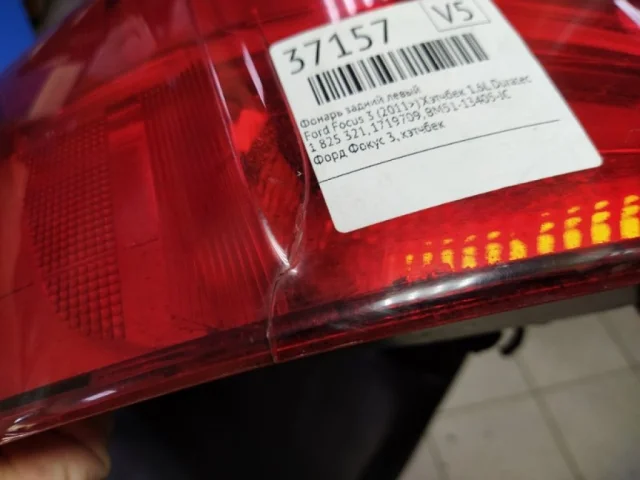 37157
V5
Фонарь задний левый
Ford Focus 3 (2011>) Хэтчбек 1.6L Duratec
1 825 321, 1719709, BM51-13405-JC
Форд Фокус 3, хэтчбек